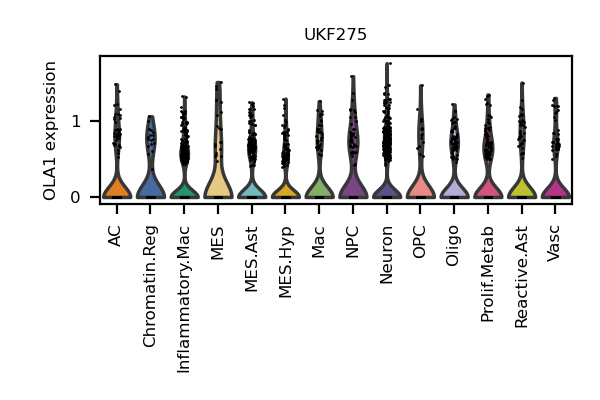 UKF275
OLA1 expression
1
0
AC
Chromatin.Reg
Inflammatory.Mac
MES
MES.Ast
MES.Hyp
Mac
NPC
Neuron
OPC
Oligo
Prolif.Metab
Reactive.Ast
Vasc